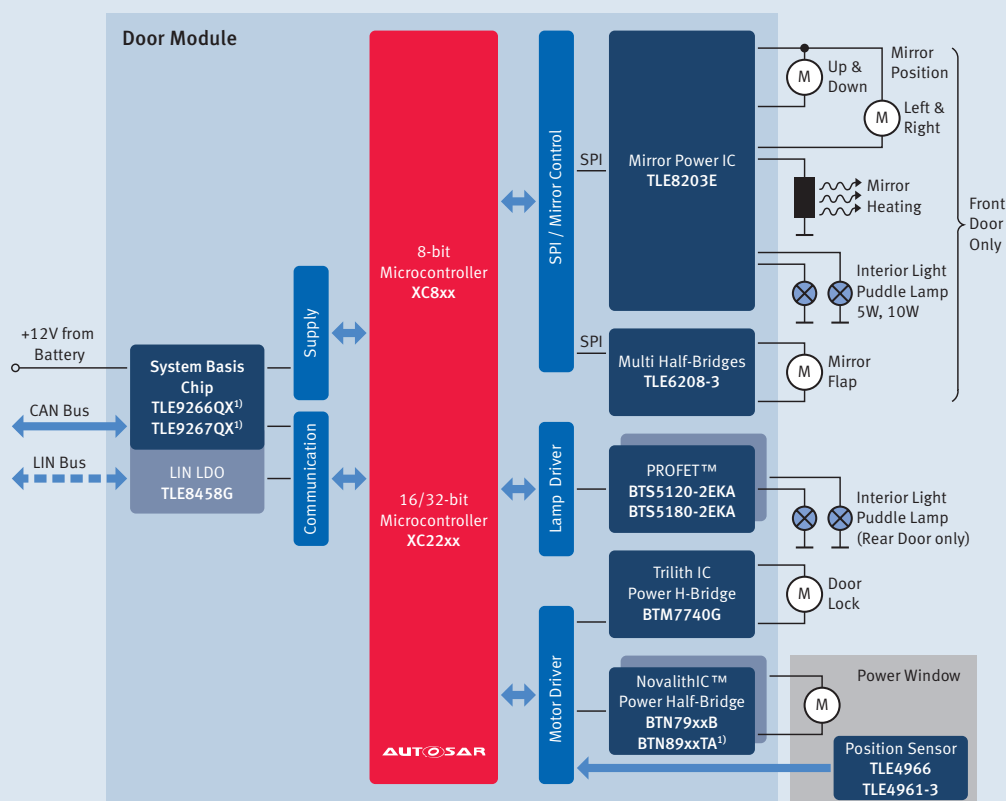 Door Module
+12V from
Battery
CAN Bus
LIN Bus
System Basis
Chip
TLE9266QX1)
TLE9267QX1)
LIN LDO
TLE8458G
Supply
Communication
8-bit
Microcontroller
XC8xx
16/32-bit
Microcontroller
XC22xx
AUTOSAR
SPI / Mirror Control
Lamp Driver
Motor Driver
SPI
SPI
Mirror Power IC
TLE8203E
Multi Half-Bridges
TLE6208-3
PROFET™
BTS5120-2EKA
BTS5180-2EKA
Trilith IC
Power H-Bridge
BTM7740G
NovalithIC™
Power Half-Bridge
BTN79xxB
BTN89xxTA1)
M
Up &
Down
Mirror
Position
M
Left &
Right
Mirror
Heating
Interior Light
Puddle Lamp
5W, 10W
M
Mirror
Flap
Front
Door
Only
Interior Light
Puddle Lamp
(Rear Door only)
M
Door
Lock
Power Window
M
Position Sensor
TLE4966
TLE4961-3